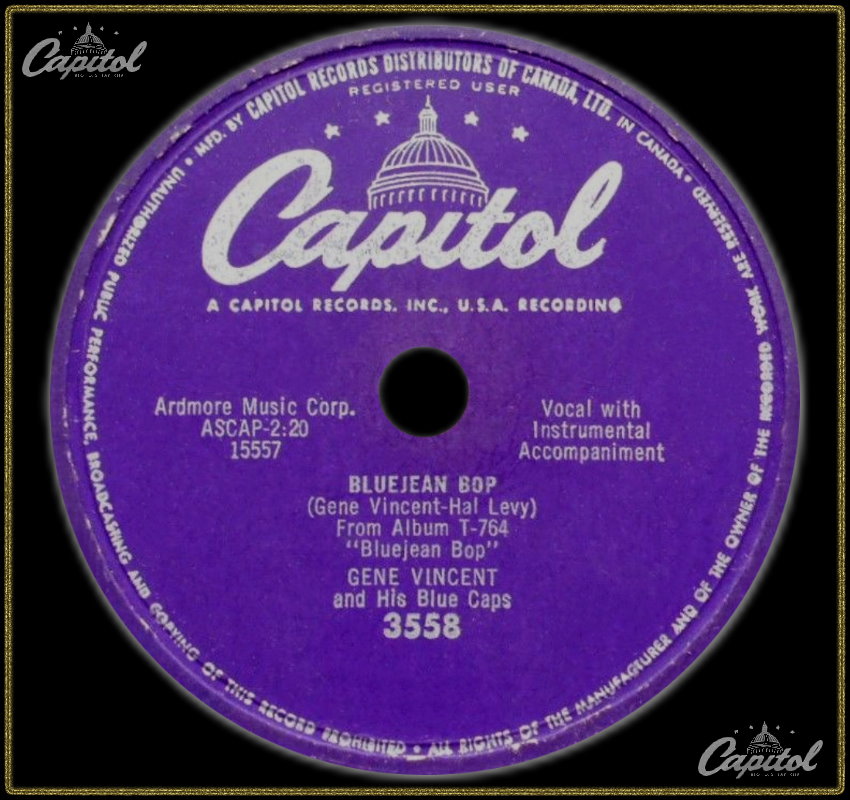 Capitol
MFD. BY CAPITOL RECORDS DISTRIBUTORS OF CANADA, LTD. IN CANADA • UNAUTHORIZED PUBLIC PERFORMANCE, BROADCASTING AND COPYING OF THIS RECORD PROHIBITED • ALL RIGHTS OF THE MANUFACTURER AND OF THE OWNER OF THE RECORDED WORK ARE RESERVED •
REGISTERED USER
Capitol
A CAPITOL RECORDS, INC., U.S.A. RECORDING
Ardmore Music Corp.
ASCAP-2:20
15557
Vocal with
Instrumental
Accompaniment
BLUEJEAN BOP
(Gene Vincent-Hal Levy)
From Album T-764
"Bluejean Bop"
GENE VINCENT
and His Blue Caps
3558
Capitol